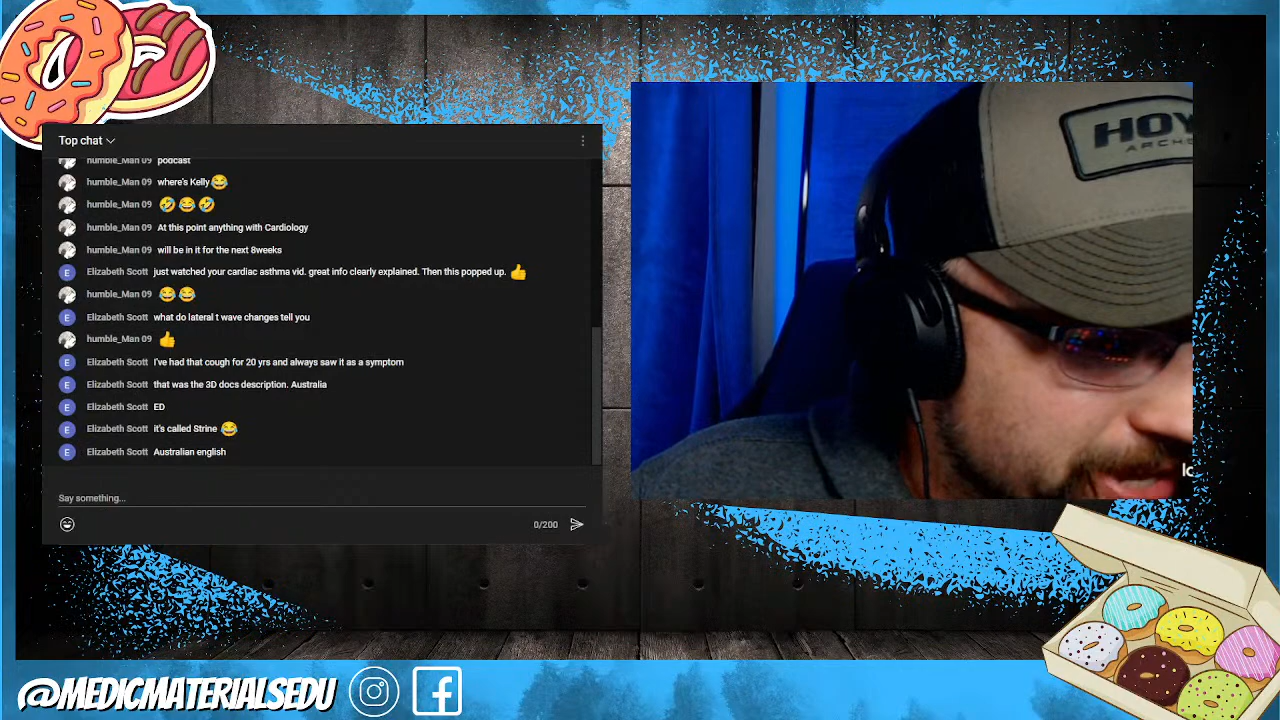 Top chat
humble_Man 09 podcast
humble_Man 09 where's Kelly😂
humble_Man 09 🤣😂🤣
humble_Man 09 At this point anything with Cardiology
humble_Man 09 will be in it for the next 8weeks
E Elizabeth Scott just watched your cardiac asthma vid. great info clearly explained. Then this popped up. 👍
humble_Man 09 😂😂
E Elizabeth Scott what do lateral t wave changes tell you
humble_Man 09 👍
E Elizabeth Scott I've had that cough for 20 yrs and always saw it as a symptom
E Elizabeth Scott that was the 3D docs description. Australia
E Elizabeth Scott ED
E Elizabeth Scott it's called Strine 😂
E Elizabeth Scott Australian english
Say something...
0/200
HOY
ARCHE
lo
@MEDICMATERIALSEDU